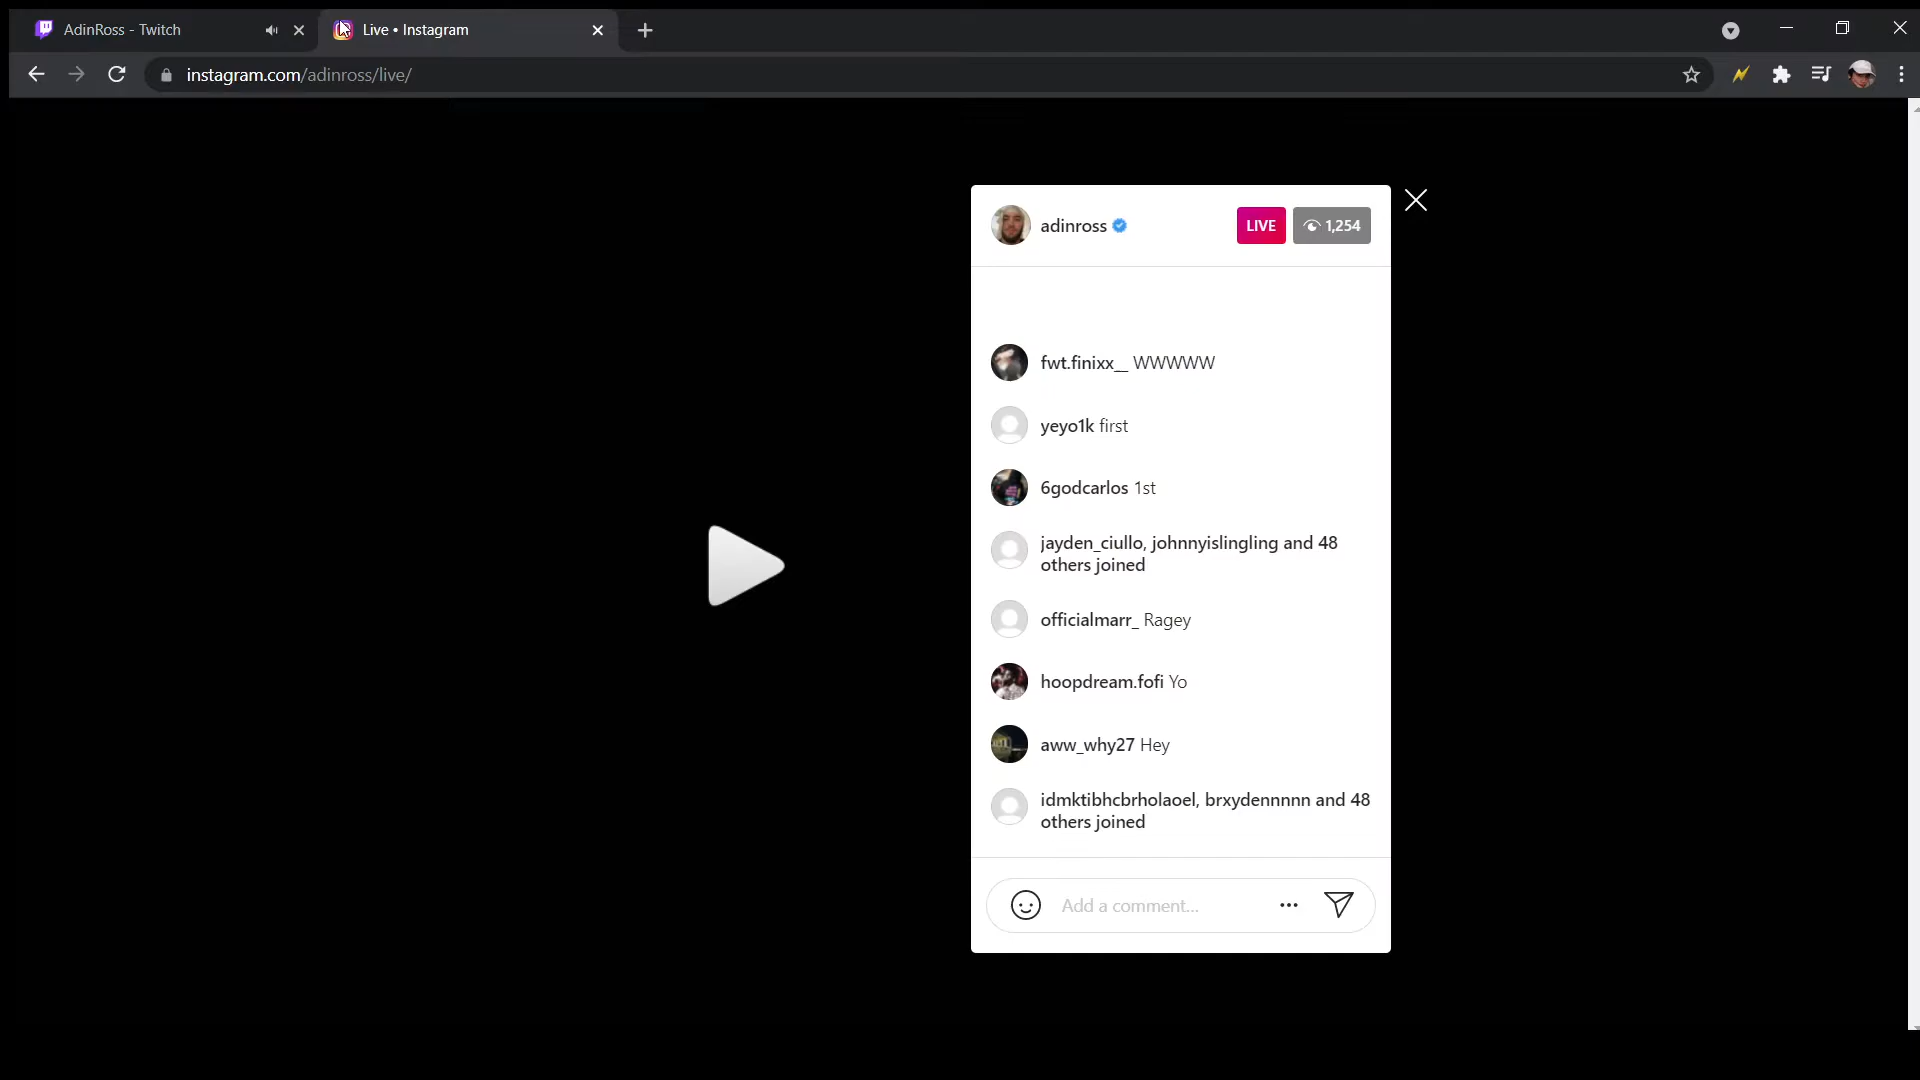 AdinRoss - Twitch
Live • Instagram
instagram.com/adinross/live/
adinross
LIVE
1,254
fwt.finixx__ WWWWW
yeyo1k first
6godcarlos 1st
jayden_ciullo, johnnyislingling and 48
others joined
officialmarr_ Ragey
hoopdream.fofi Yo
aww_why27 Hey
idmktibhcbrholaoel, brxydennnnn and 48
others joined
Add a comment...